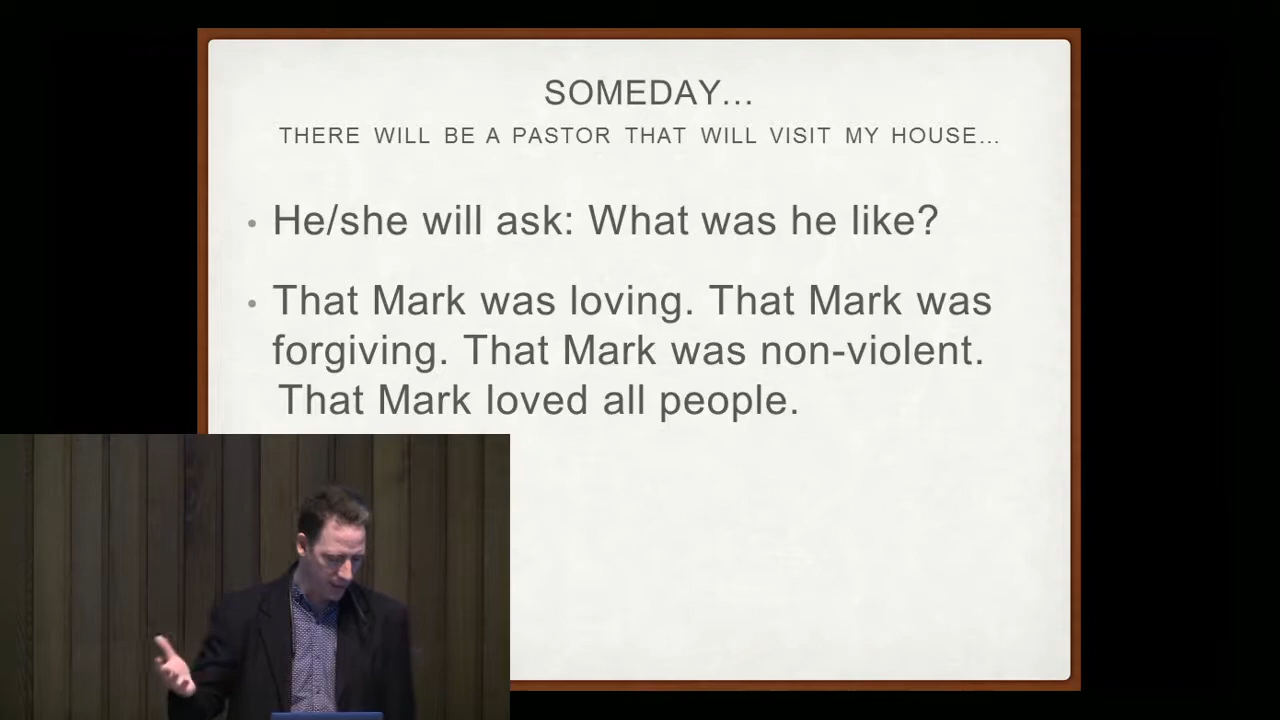 SOMEDAY...
THERE WILL BE A PASTOR THAT WILL VISIT MY HOUSE...
• He/she will ask: What was he like?
• That Mark was loving. That Mark was
forgiving. That Mark was non-violent.
That Mark loved all people.